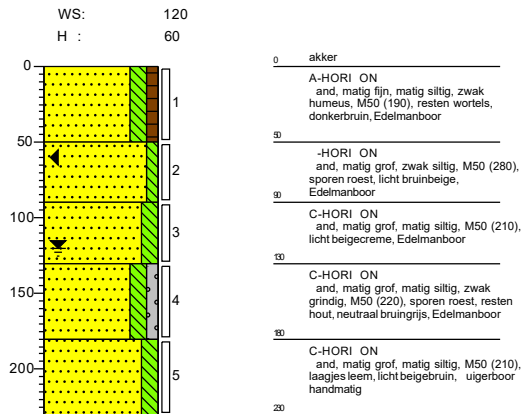 WS: 120
H : 60
0 akker
A-HORI ON
and, matig fijn, matig siltig, zwak
humeus, M50 (190), resten wortels,
donkerbruin, Edelmanboor
50
-HORI ON
and, matig grof, zwak siltig, M50 (280),
sporen roest, licht bruinbeige,
Edelmanboor
90
C-HORI ON
and, matig grof, matig siltig, M50 (210),
licht beigecreme, Edelmanboor
130
C-HORI ON
and, matig grof, matig siltig, zwak
grindig, M50 (220), sporen roest, resten
hout, neutraal bruingrijs, Edelmanboor
180
C-HORI ON
and, matig grof, matig siltig, M50 (210),
laagjes leem, licht beigebruin, uigerboor
handmatig
230
0
50
100
150
200
1
2
3
4
5